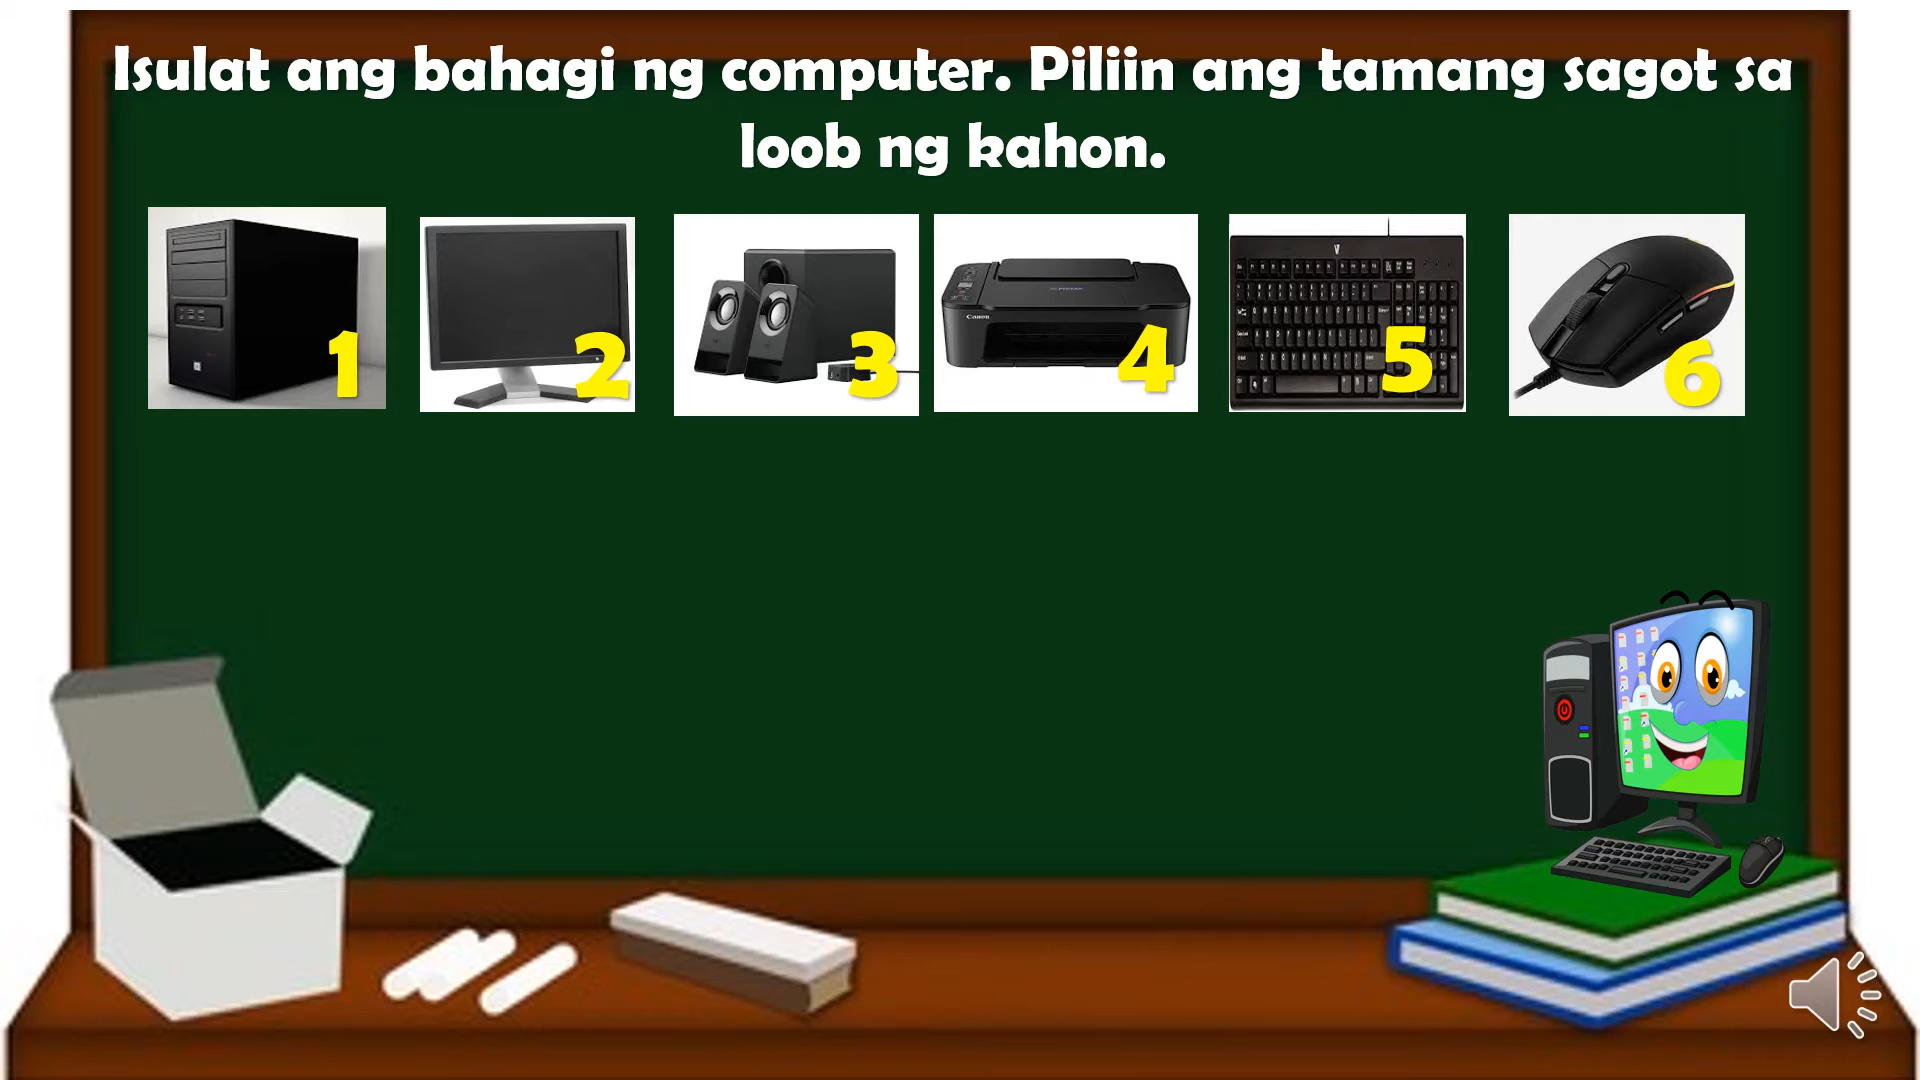 Isulat ang bahagi ng computer. Piliin ang tamang sagot sa
loob ng kahon.
1
2
3
4
5
6
Canon